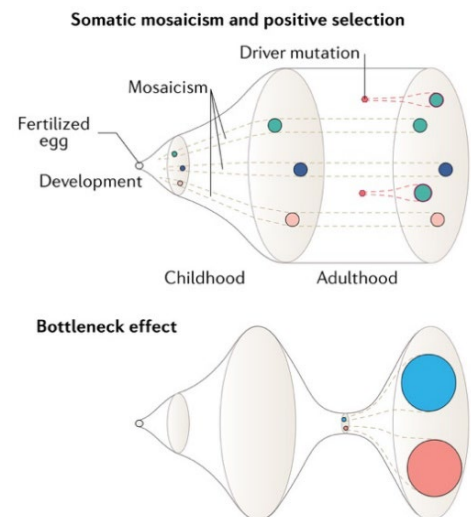 Somatic mosaicism and positive selection
Driver mutation
Mosaicism
Fertilized
egg
Development
Childhood
Adulthood
Bottleneck effect